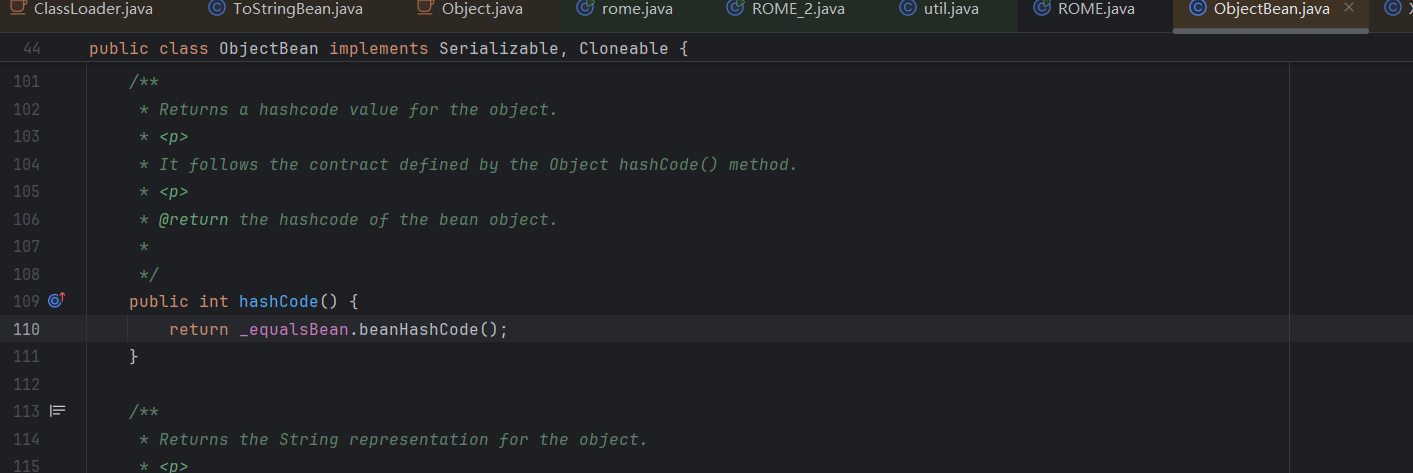 ClassLoader.java ToStringBean.java Object.java rome.java ROME_2.java util.java ROME.java ObjectBean.java
44 public class ObjectBean implements Serializable, Cloneable {
101 /**
102 * Returns a hashcode value for the object.
103 * <p>
104 * It follows the contract defined by the Object hashCode() method.
105 * <p>
106 * @return the hashcode of the bean object.
107 *
108 */
109 public int hashCode() {
110 return _equalsBean.beanHashCode();
111 }
112
113 /**
114 * Returns the String representation for the object.
115 * <p>